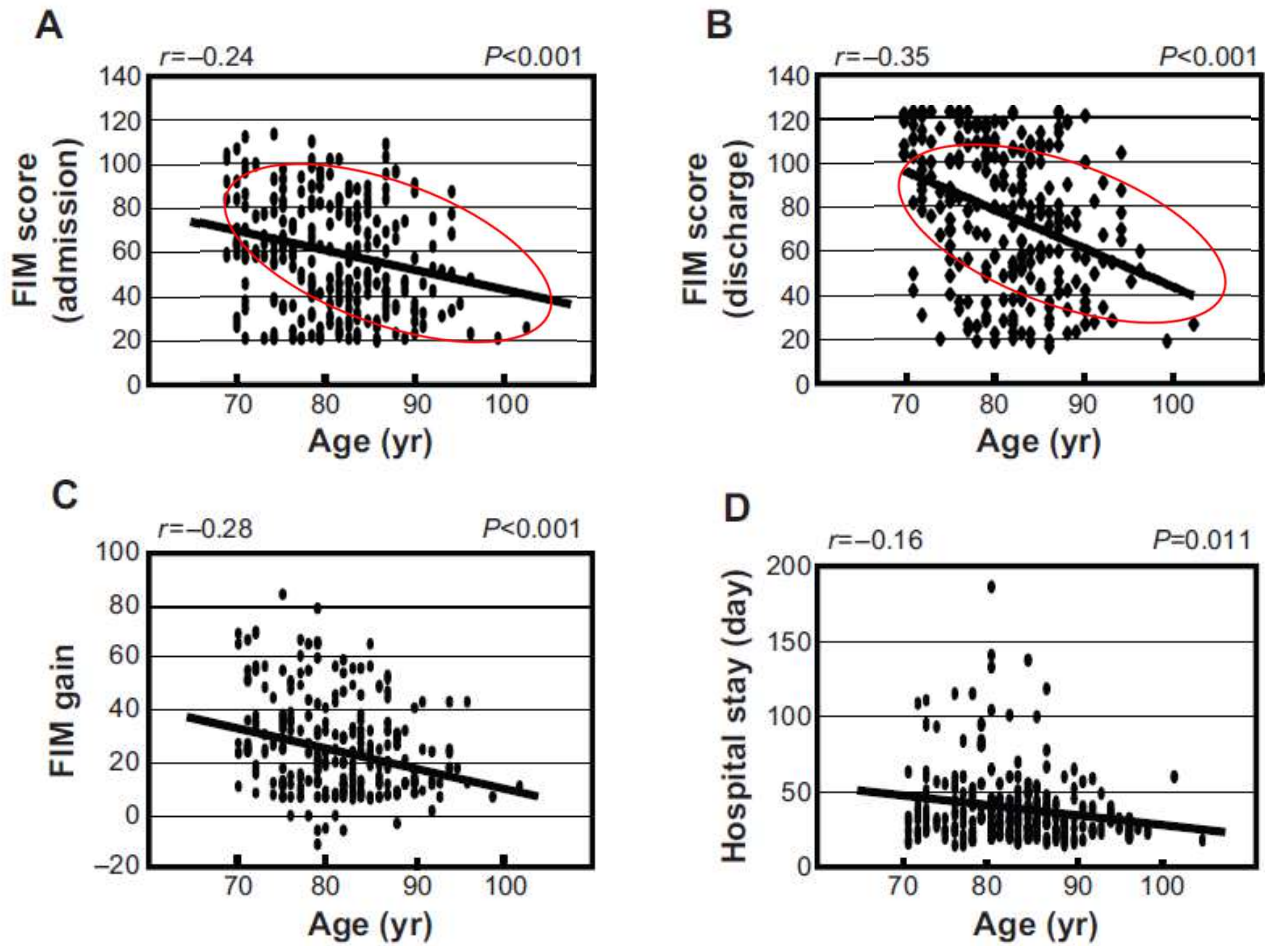 A
r=–0.24 P<0.001
140
120
100
80
60
40
20
0
FIM score
(admission)
70 80 90 100
Age (yr)
B
r=–0.35 P<0.001
140
120
100
80
60
40
20
0
FIM score
(discharge)
70 80 90 100
Age (yr)
C
r=–0.28 P<0.001
100
80
60
40
20
0
–20
FIM gain
70 80 90 100
Age (yr)
D
r=–0.16 P=0.011
200
150
100
50
0
Hospital stay (day)
70 80 90 100
Age (yr)